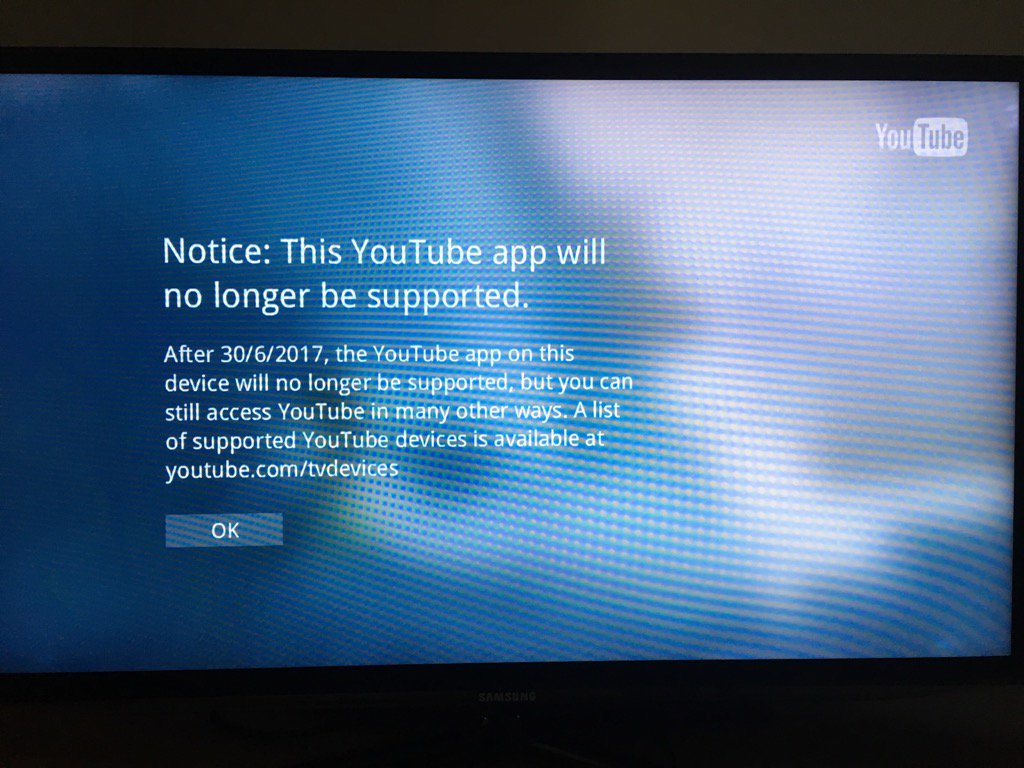 YouTube
Notice: This YouTube app will
no longer be supported.
After 30/6/2017, the YouTube app on this
device will no longer be supported, but you can
still access YouTube in many other ways. A list
of supported YouTube devices is available at
youtube.com/tvdevices
OK
SAMSUNG